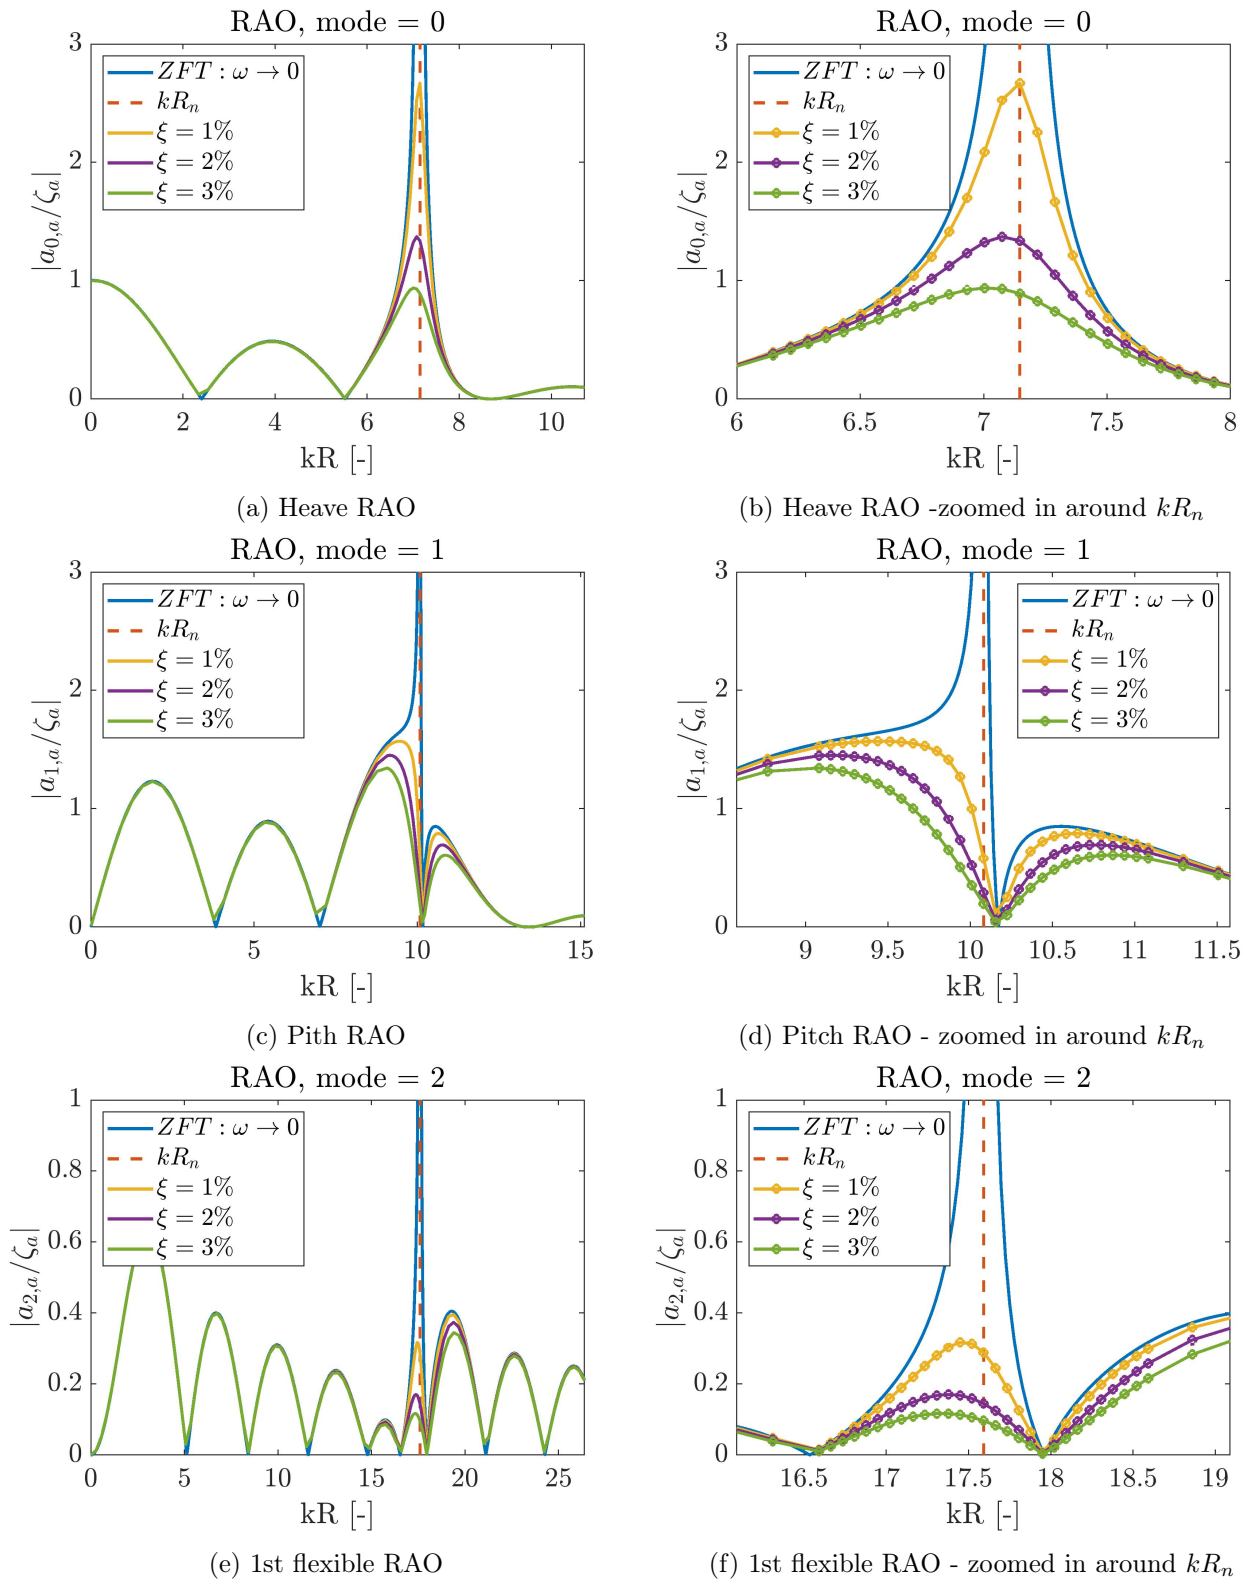 RAO, mode = 0
3
2
1
0
|a_{0,a}/ζ_a|
ZFT : ω → 0
kR_n
ξ = 1%
ξ = 2%
ξ = 3%
0 2 4 6 8 10
kR [-]
(a) Heave RAO
RAO, mode = 0
3
2
1
0
|a_{0,a}/ζ_a|
ZFT : ω → 0
kR_n
ξ = 1%
ξ = 2%
ξ = 3%
6 6.5 7 7.5 8
kR [-]
(b) Heave RAO -zoomed in around kR_n
RAO, mode = 1
3
2
1
0
|a_{1,a}/ζ_a|
ZFT : ω → 0
kR_n
ξ = 1%
ξ = 2%
ξ = 3%
0 5 10 15
kR [-]
(c) Pith RAO
RAO, mode = 1
3
2
1
0
|a_{1,a}/ζ_a|
ZFT : ω → 0
kR_n
ξ = 1%
ξ = 2%
ξ = 3%
9 9.5 10 10.5 11 11.5
kR [-]
(d) Pitch RAO - zoomed in around kR_n
RAO, mode = 2
1
0.8
0.6
0.4
0.2
0
|a_{2,a}/ζ_a|
ZFT : ω → 0
kR_n
ξ = 1%
ξ = 2%
ξ = 3%
0 5 10 15 20 25
kR [-]
(e) 1st flexible RAO
RAO, mode = 2
1
0.8
0.6
0.4
0.2
0
|a_{2,a}/ζ_a|
ZFT : ω → 0
kR_n
ξ = 1%
ξ = 2%
ξ = 3%
16.5 17 17.5 18 18.5 19
kR [-]
(f) 1st flexible RAO - zoomed in around kR_n